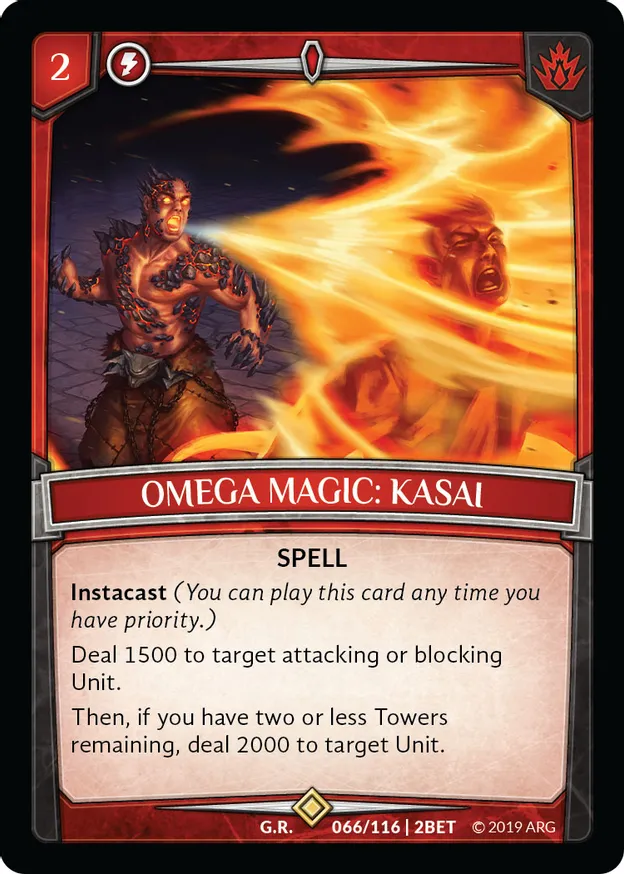 2
OMEGA MAGIC: KASAI
SPELL
Instacast (You can play this card any time you
have priority.)
Deal 1500 to target attacking or blocking
Unit.
Then, if you have two or less Towers
remaining, deal 2000 to target Unit.
G.R. 066/116 | 2BET © 2019 ARG